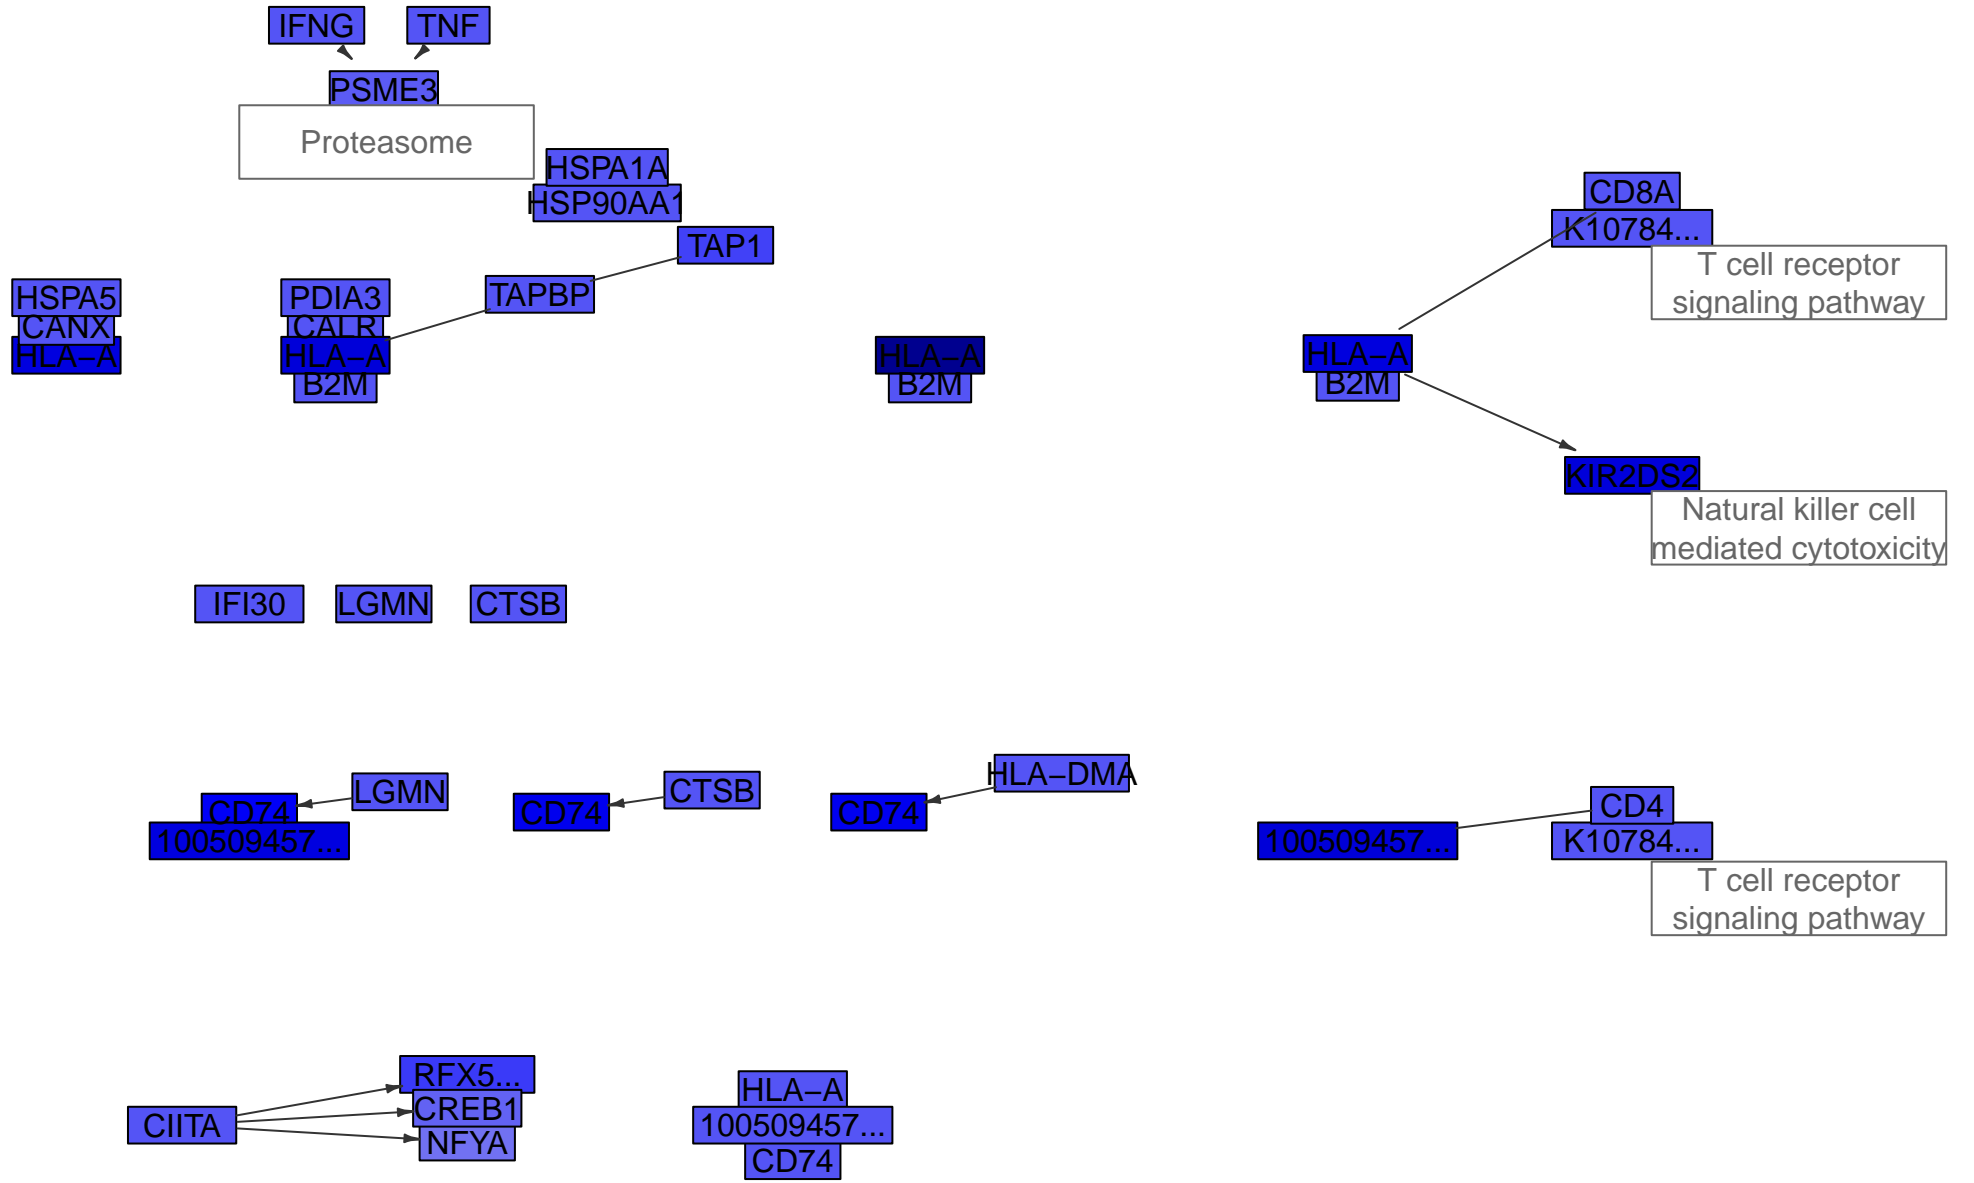 IFNG
TNF
PSME3
Proteasome
HSPA1A
HSP90AA1
CD8A
K10784...
TAP1
T cell receptor
signaling pathway
HSPA5
PDIA3
TAPBP
CANX
CALR
HLA–A
HLA–A
HLA–A
HLA–A
B2M
B2M
B2M
KIR2DS2
Natural killer cell
mediated cytotoxicity
IFI30
LGMN
CTSB
HLA–DMA
LGMN
CTSB
CD4
CD74
CD74
CD74
100509457...
100509457...
K10784...
T cell receptor
signaling pathway
RFX5...
HLA–A
CREB1
CIITA
100509457...
NFYA
CD74